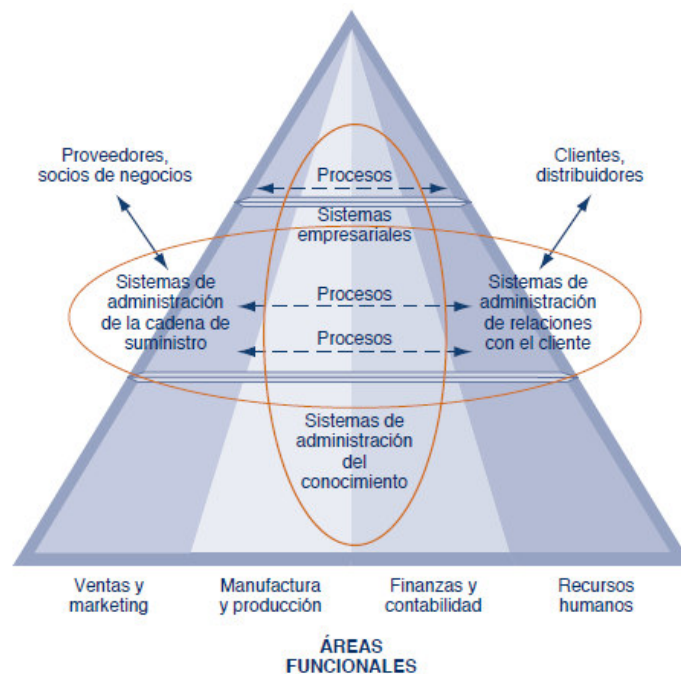 Proveedores,
socios de negocios
Clientes,
distribuidores
Procesos
Sistemas
empresariales
Sistemas de
administración
de la cadena de
suministro
Procesos
Procesos
Sistemas de
administración
de relaciones
con el cliente
Sistemas de
administración
del
conocimiento
Ventas y
marketing
Manufactura
y producción
Finanzas y
contabilidad
Recursos
humanos
ÁREAS
FUNCIONALES